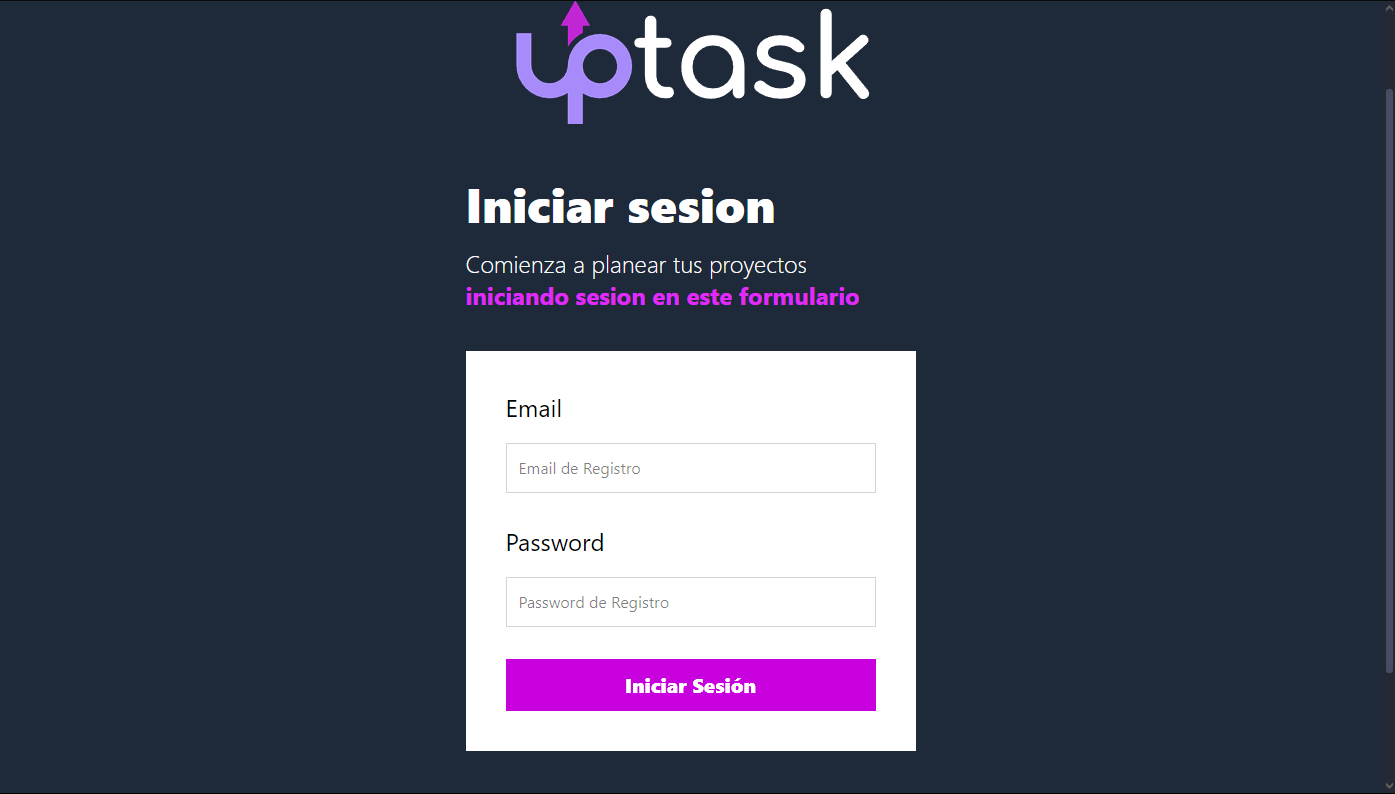 uptask
Iniciar sesion
Comienza a planear tus proyectos
iniciando sesion en este formulario
Email
Email de Registro
Password
Password de Registro
Iniciar Sesión